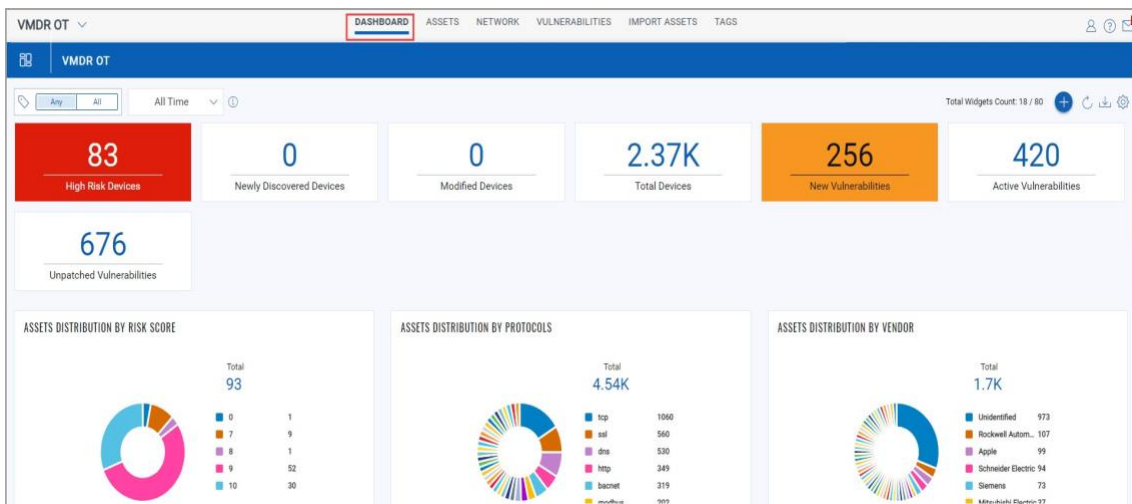 VMDR OT
DASHBOARD ASSETS NETWORK VULNERABILITIES IMPORT ASSETS TAGS
VMDR OT
Any All All Time Total Widgets Count: 18 / 80
83 0 0 2.37K 256 420
High Risk Devices Newly Discovered Devices Modified Devices Total Devices New Vulnerabilities Active Vulnerabilities
676
Unpatched Vulnerabilities
ASSETS DISTRIBUTION BY RISK SCORE
Total
93
0 1
7 9
8 1
9 52
10 30
ASSETS DISTRIBUTION BY PROTOCOLS
Total
4.54K
tcp 1060
ssl 560
dns 530
http 349
bacnet 319
modbus 202
ASSETS DISTRIBUTION BY VENDOR
Total
1.7K
Unidentified 973
Rockwell Autom... 107
Apple 99
Schneider Electric 94
Siemens 73
Mitsubishi Electric 37